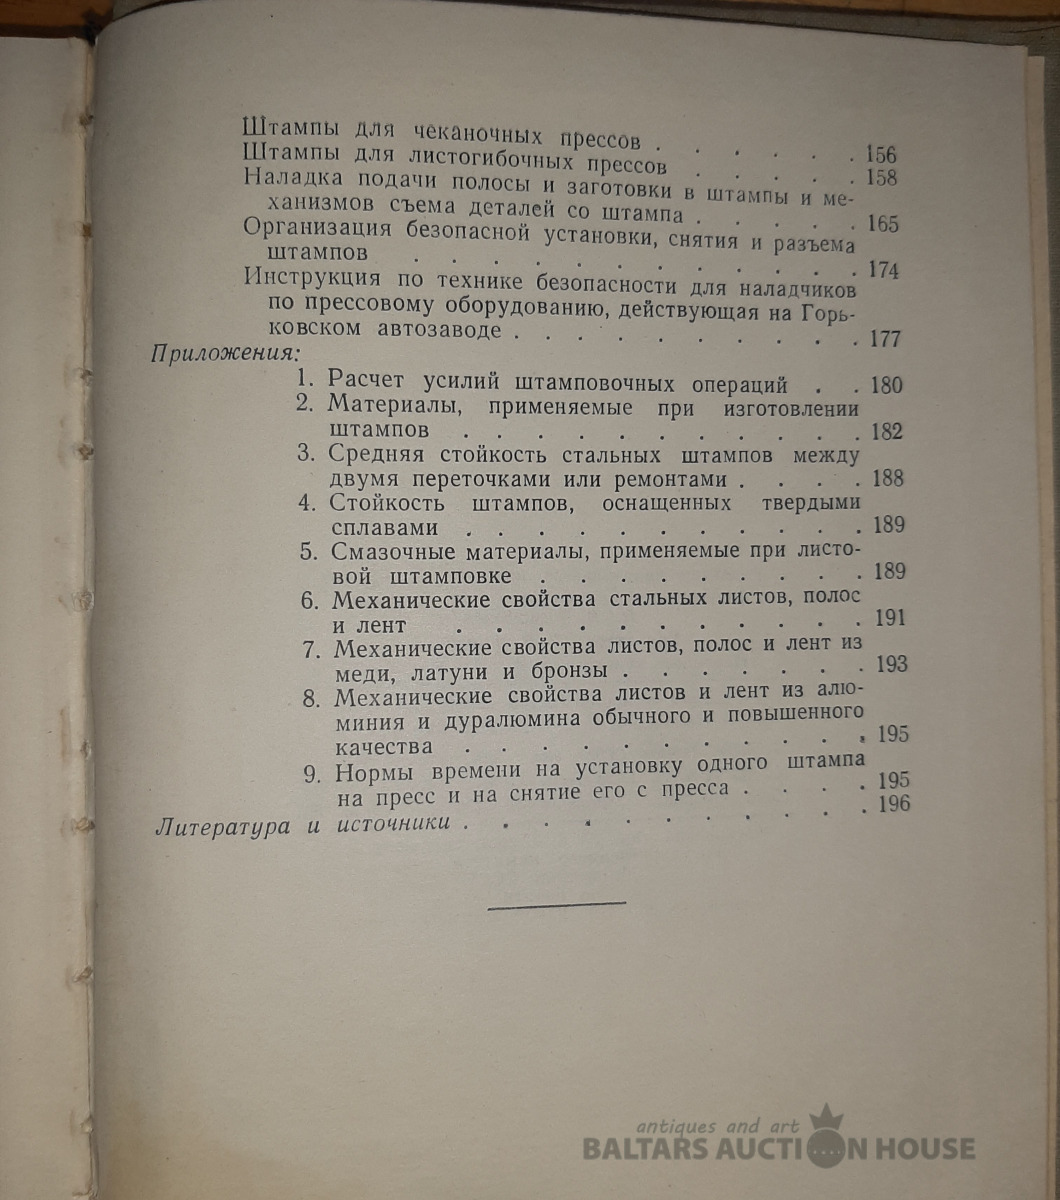 Штампы для чеканочных прессов . . . . . . 156
Штампы для листогибочных прессов . . . . . 158
Наладка подачи полосы и заготовки в штампы и ме-
ханизмов съема деталей со штампа . . . . . 165
Организация безопасной установки, снятия и разъема
штампов . . . . . . . . . . . . 174
Инструкция по технике безопасности для наладчиков
по прессовому оборудованию, действующая на Горь-
ковском автозаводе . . . . . . . . . . 177
Приложения:
1. Расчет усилий штамповочных операций . . 180
2. Материалы, применяемые при изготовлении
штампов . . . . . . . . . . . 182
3. Средняя стойкость стальных штампов между
двумя переточками или ремонтами . . . . 188
4. Стойкость штампов, оснащенных твердыми
сплавами . . . . . . . . . . . 189
5. Смазочные материалы, применяемые при листо-
вой штамповке . . . . . . . . . 189
6. Механические свойства стальных листов, полос
и лент . . . . . . . . . . . 191
7. Механические свойства листов, полос и лент из
меди, латуни и бронзы . . . . . . . 193
8. Механические свойства листов и лент из алю-
миния и дуралюмина обычного и повышенного
качества . . . . . . . . . . . 195
9. Нормы времени на установку одного штампа
на пресс и на снятие его с пресса . . . . 195
Литература и источники . . . . . . . . . . . 196
antiques and art
BALTARS AUCTION HOUSE